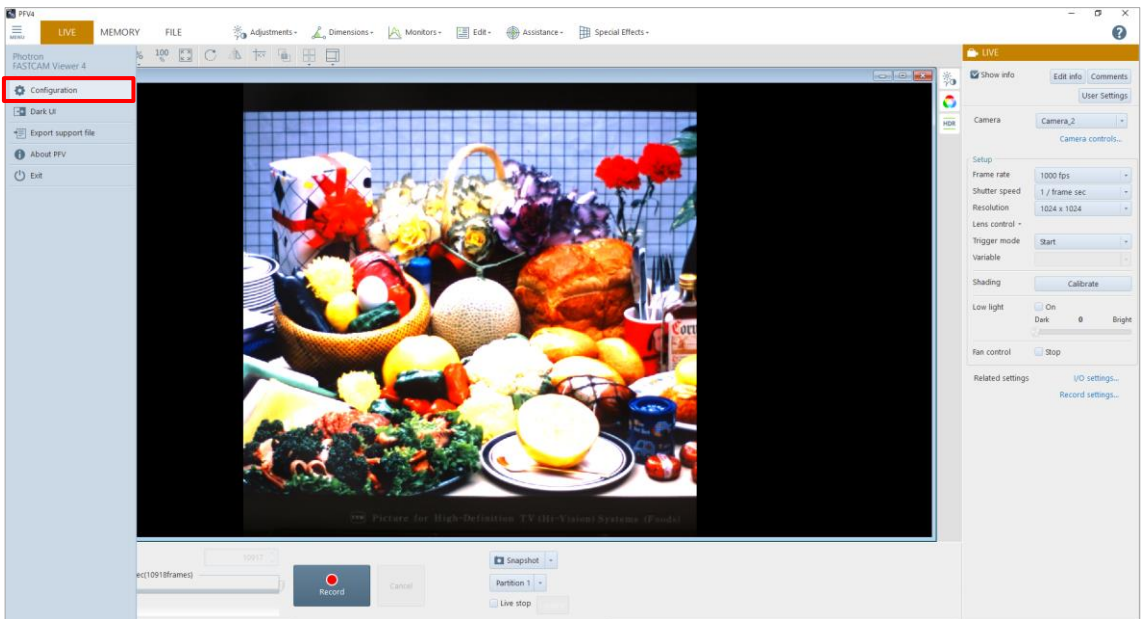 PFV4
MENU LIVE MEMORY FILE Adjustments Dimensions Monitors Edit Assistance Special Effects
Photron
FASTCAM Viewer 4
% 100 %
Configuration
Dark UI
Export support file
About PFV
Exit
HDR
LIVE
Show info Edit info Comments
User Settings
Camera Camera_2
Camera controls...
Setup
Frame rate 1000 fps
Shutter speed 1 / frame sec
Resolution 1024 x 1024
Lens control
Trigger mode Start
Variable
Shading Calibrate
Low light On
Dark 0 Bright
Fan control Stop
Related settings I/O settings...
Record settings...
Picture for High-Definition TV (Hi-Vision) Systems (Foods)
Snapshot
ec(10918frames)
Record Cancel Partition 1
Live stop